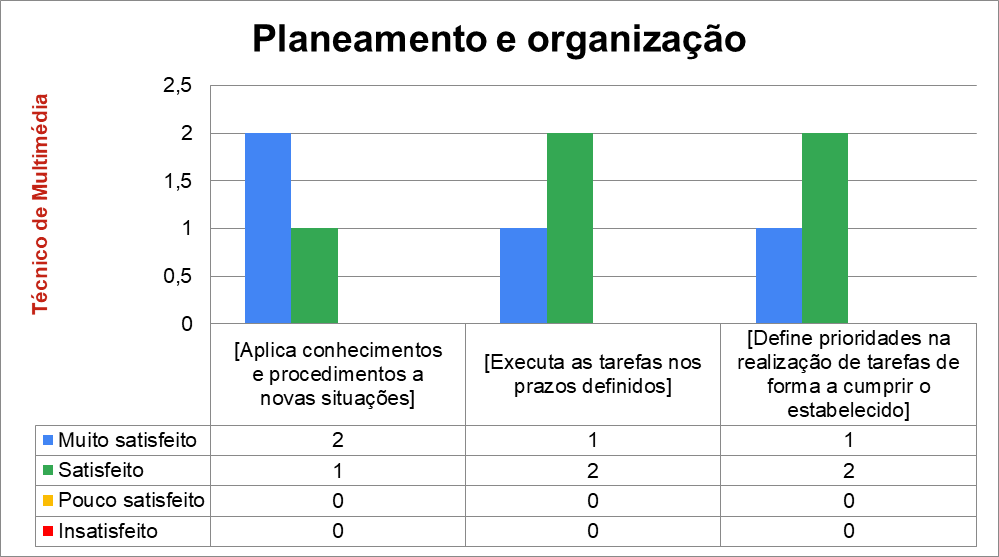 Planeamento e organização
Técnico de Multimédia
2,5
2
1,5
1
0,5
0
[Aplica conhecimentos
e procedimentos a
novas situações]
[Executa as tarefas nos
prazos definidos]
[Define prioridades na
realização de tarefas de
forma a cumprir o
estabelecido]
Muito satisfeito 2 1 1
Satisfeito 1 2 2
Pouco satisfeito 0 0 0
Insatisfeito 0 0 0